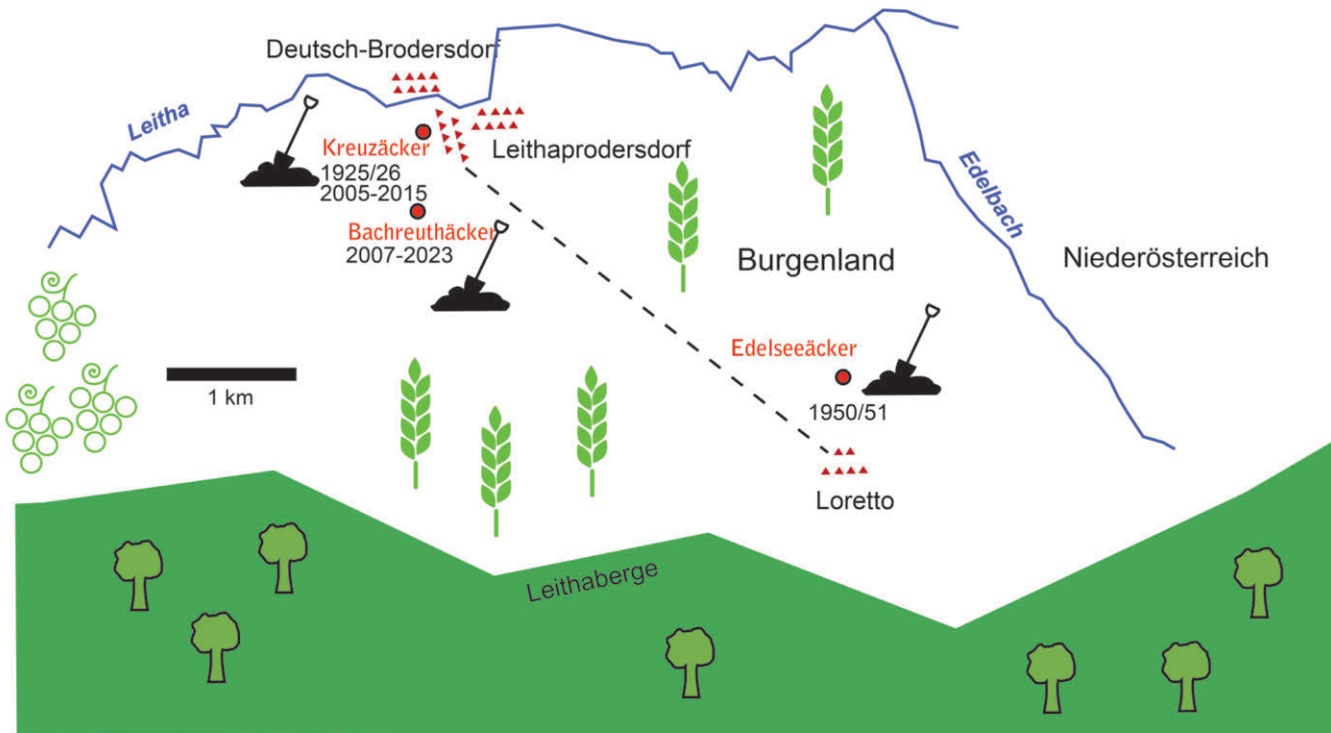 Deutsch-Brodersdorf
Leitha
Kreuzäcker
1925/26
2005-2015
Leithaprodersdorf
Bachreuthäcker
2007-2023
Burgenland
Edelbach
Niederösterreich
Edelseeäcker
1950/51
1 km
Loretto
Leithaberge